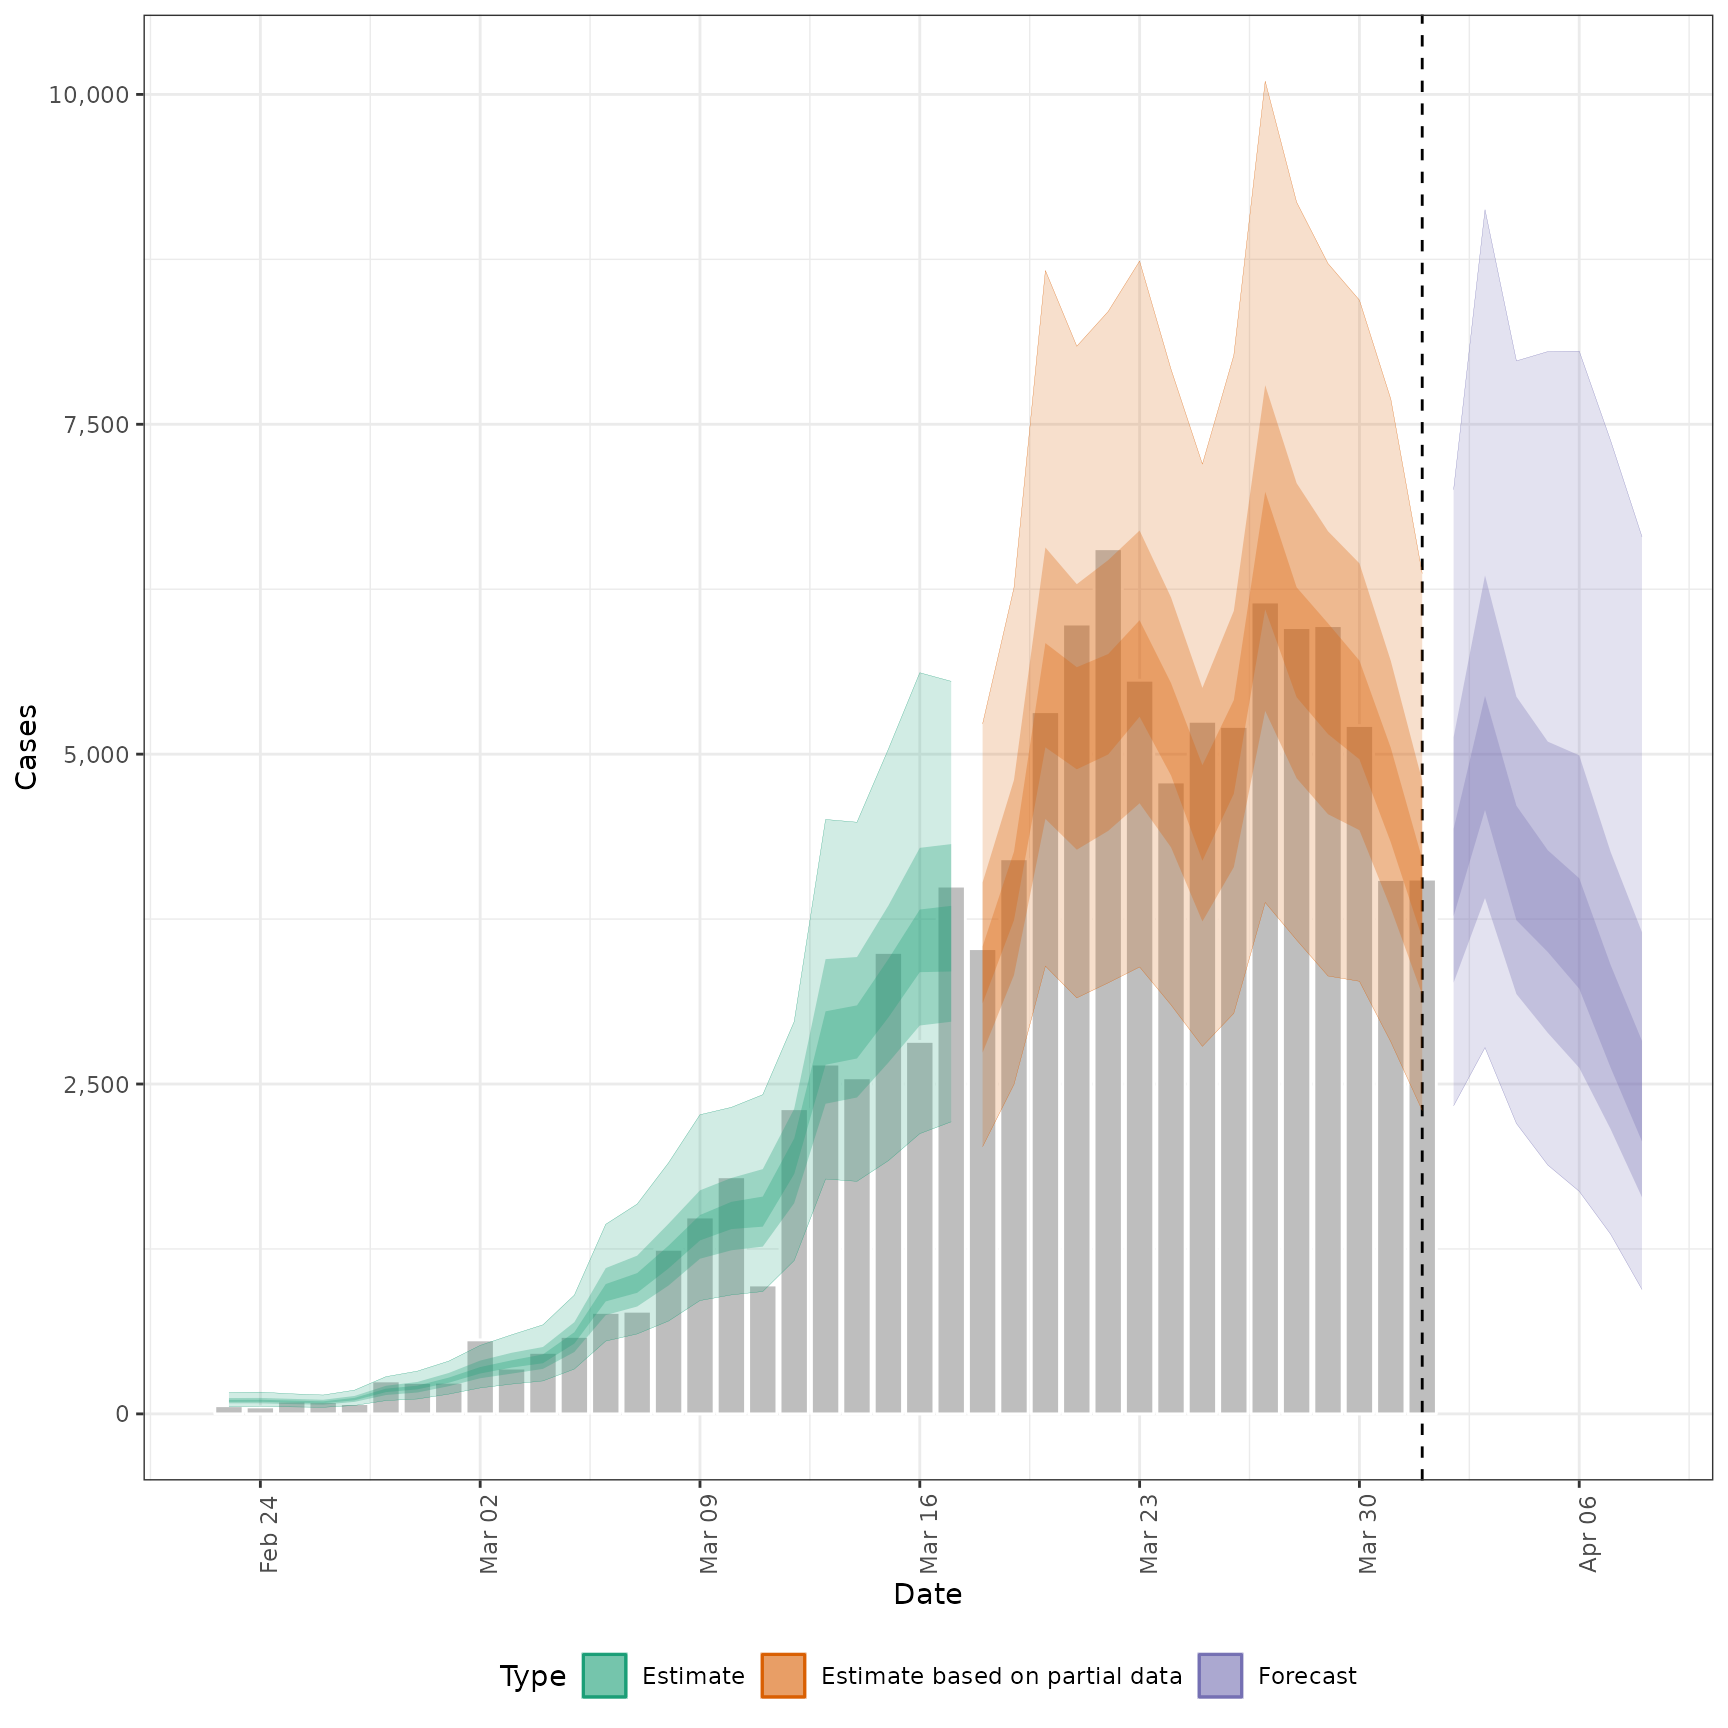 10,000
7,500
5,000
2,500
0
Cases
Feb 24
Mar 02
Mar 09
Mar 16
Mar 23
Mar 30
Apr 06
Date
Type Estimate Estimate based on partial data Forecast